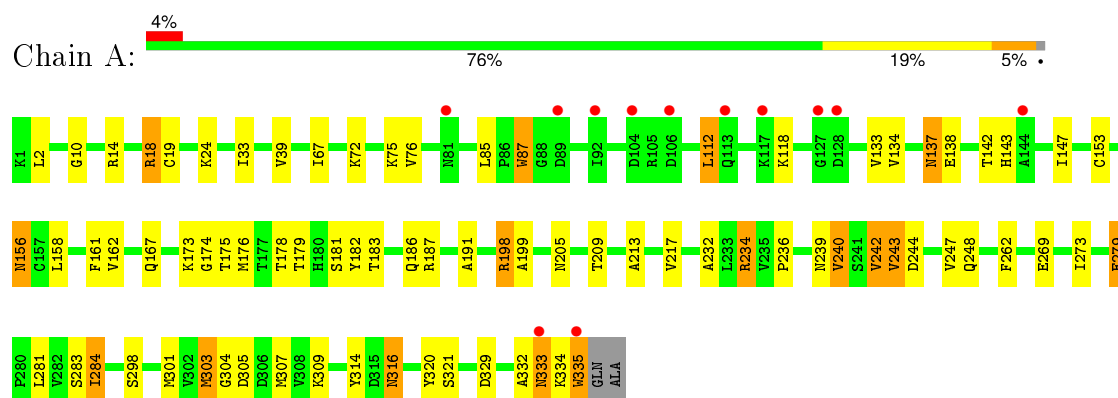 4%
Chain A:
76% 19% 5% •
K1 L2 G10 R14 R18 C19 K24 I33 V39 I67 K72 K75 V76 N81 L85 P86 W87 G88 D89 I92 D104 R105 D106 L112 Q113 K117 K118 G127 D128 V133 V134 N137 E138 T142 H143 A144 I147 C153
N156 C157 L158 F161 V162 Q167 K173 G174 T175 M176 T177 T178 T179 H180 S181 Y182 T183 Q186 R187 A191 R198 A199 N205 T209 A213 V217 A232 L233 R234 V235 P236 N239 V240 S241 V242 V243 D244 V247 Q248 F262 E269 I273
P280 L281 V282 S283 I284 S298 M301 V302 M303 G304 D305 D306 M307 V308 K309 Y314 D315 N316 Y320 S321 D329 A332 N333 K334 W335 GLN ALA